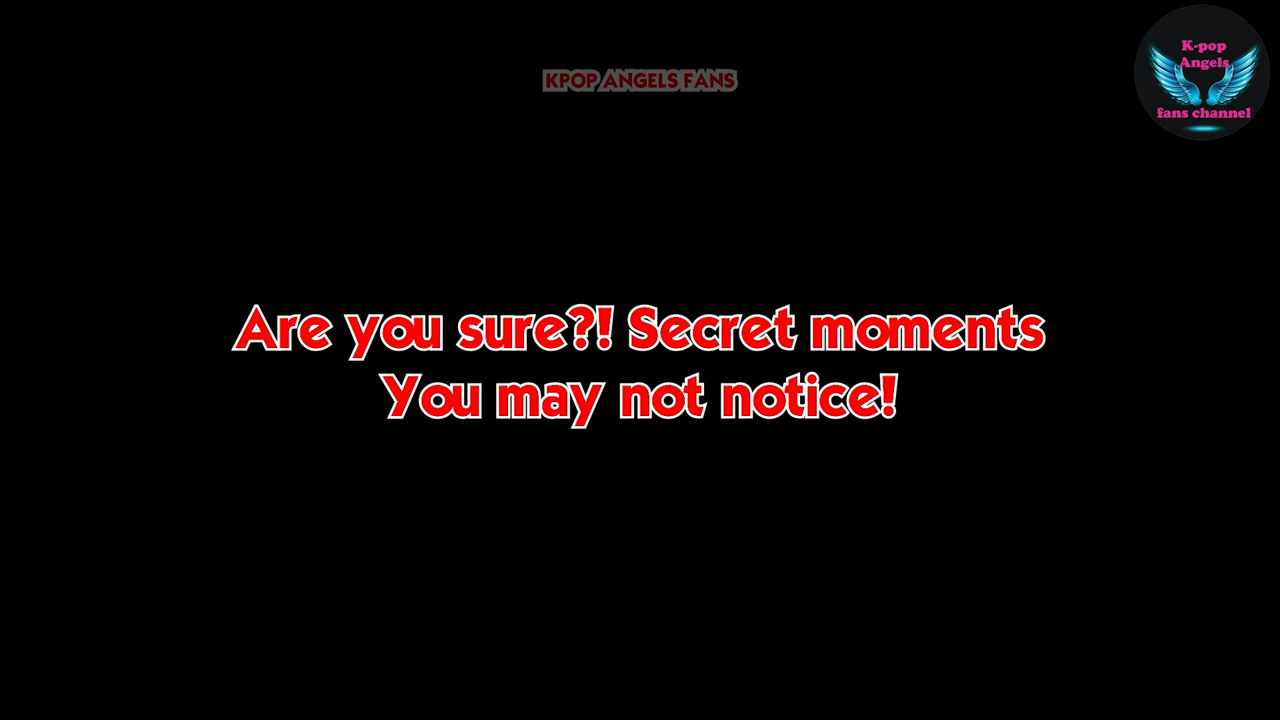 KPOP ANGELS FANS
K-pop
Angels
fans channel
Are you sure?! Secret moments
You may not notice!